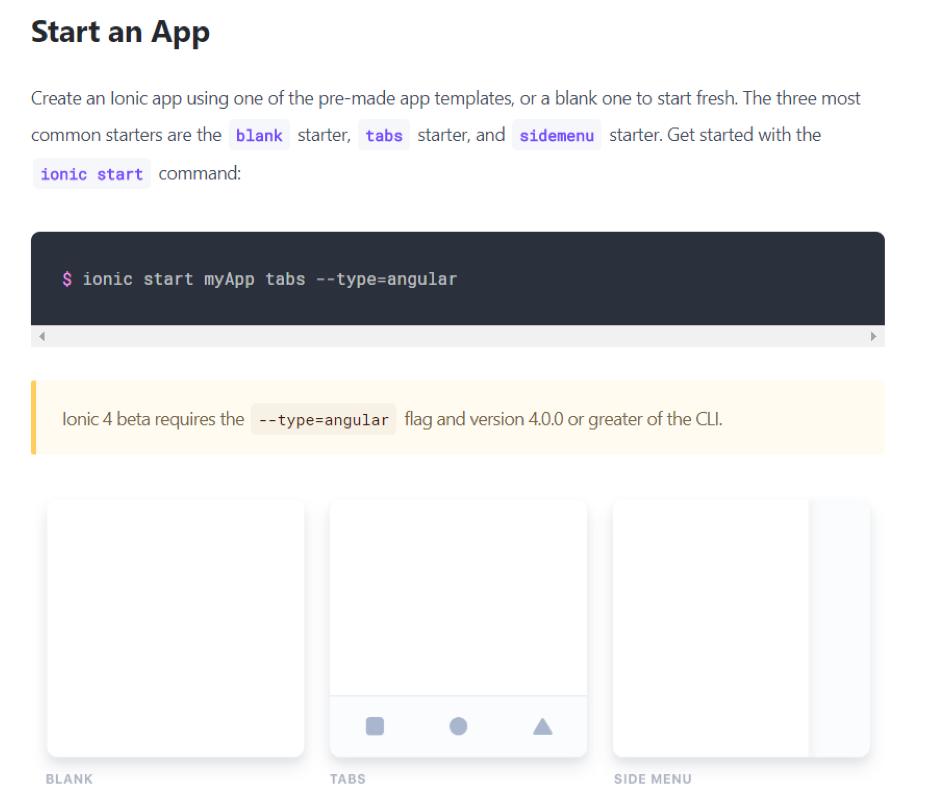 Start an App
Create an Ionic app using one of the pre-made app templates, or a blank one to start fresh. The three most
common starters are the blank starter, tabs starter, and sidemenu starter. Get started with the
ionic start command:
$ ionic start myApp tabs --type=angular
Ionic 4 beta requires the --type=angular flag and version 4.0.0 or greater of the CLI.
BLANK
TABS
SIDE MENU